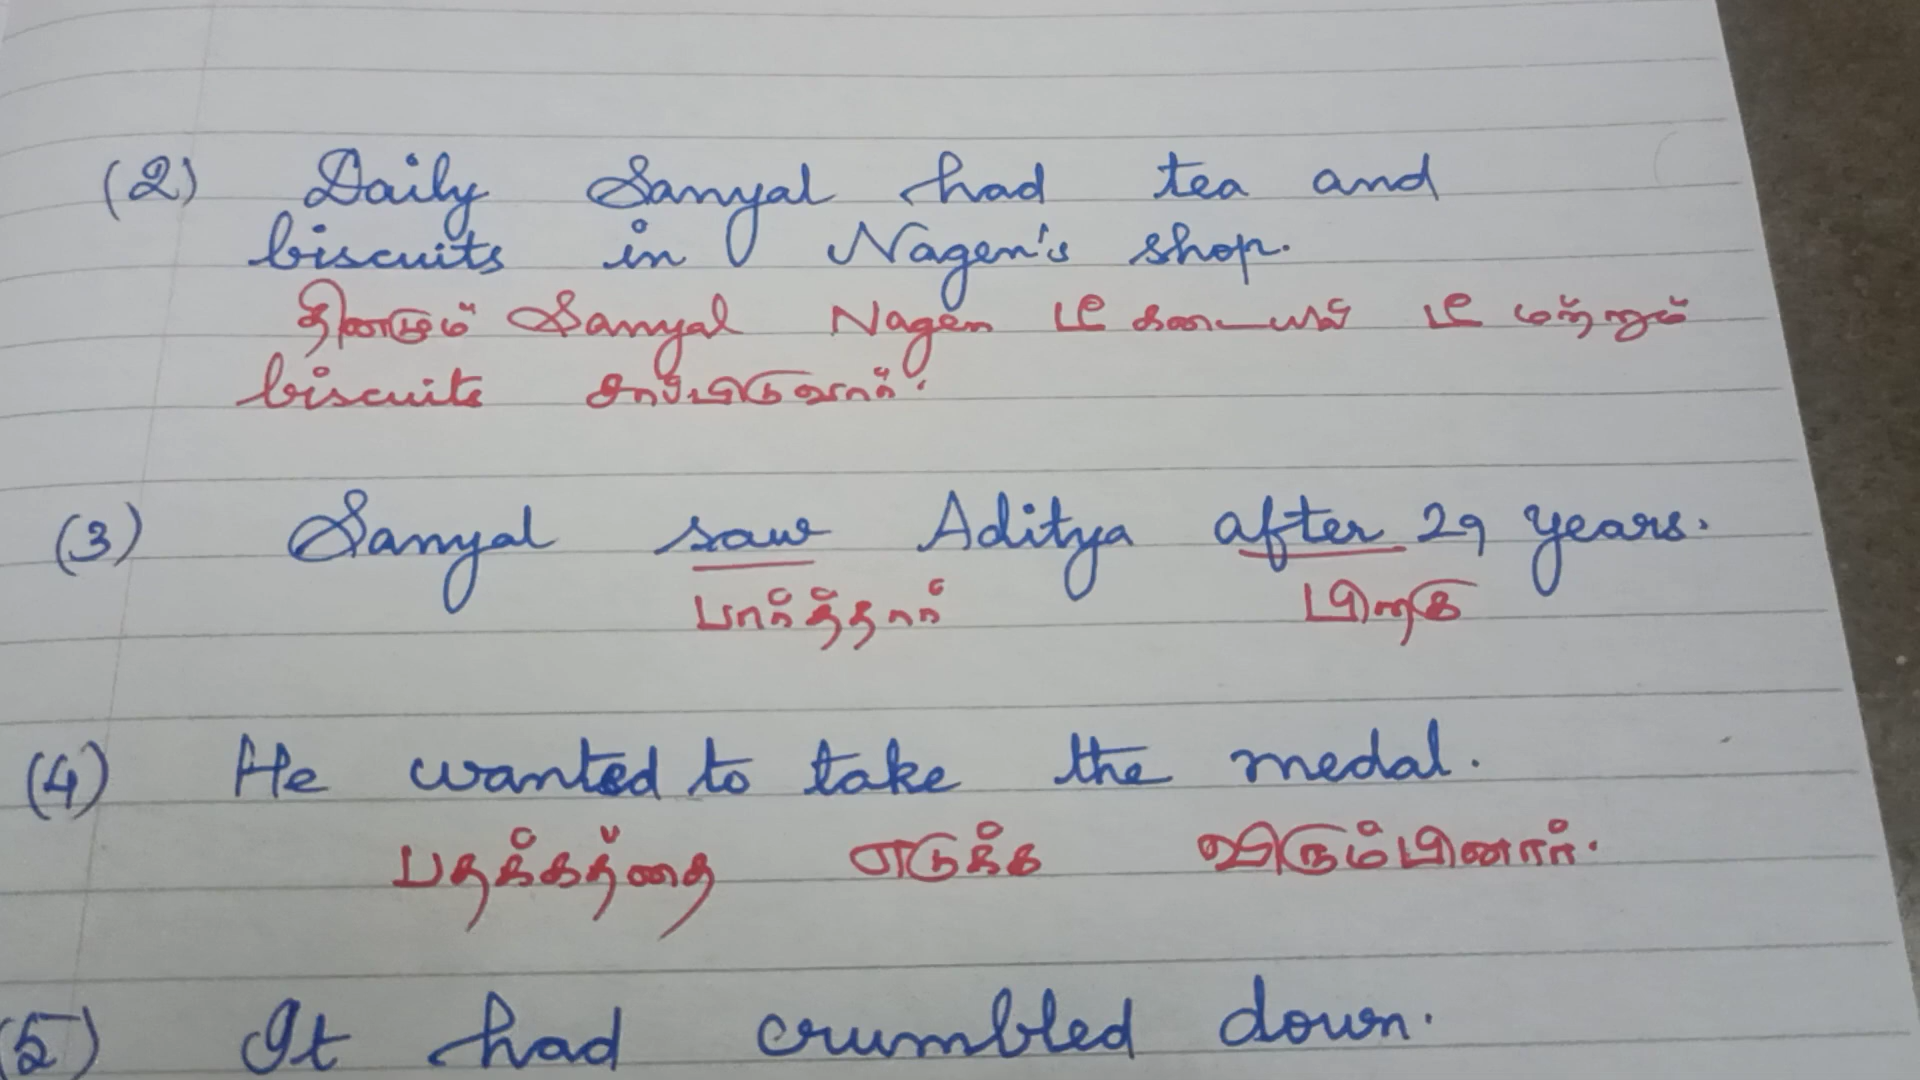 (2) Daily Sanyal had tea and
biscuits in Nagen's shop.
தினமும் Sanyal Nagen டீ கடையில் டீ மற்றும்
biscuits சாப்பிடுவார்.
(3) Sanyal saw Aditya after 29 years.
பார்த்தார் பிறகு
(4) He wanted to take the medal.
பதக்கத்தை எடுக்க விரும்பினார்.
(5) It had crumbled down.